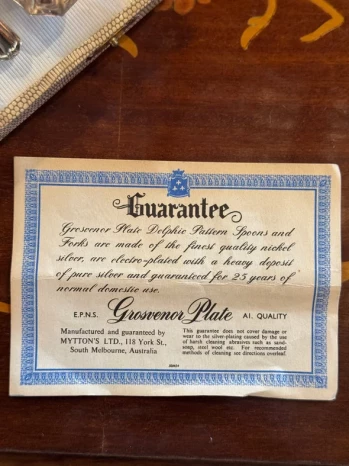 Guarantee
Grosvenor Plate Delphic Pattern Spoons and
Forks are made of the finest quality nickel
silver, are electro-plated with a heavy deposit
of pure silver and guaranteed for 25 years of
normal domestic use.
E.P.N.S. Grosvenor Plate A1. QUALITY
Manufactured and guaranteed by
MYTTON'S LTD., 118 York St.,
South Melbourne, Australia
This guarantee does not cover damage or
wear to the silver-plating caused by the use
of harsh cleaning abrasives such as sand-
soap, steel wool etc. For recommended
methods of cleaning see directions overleaf.